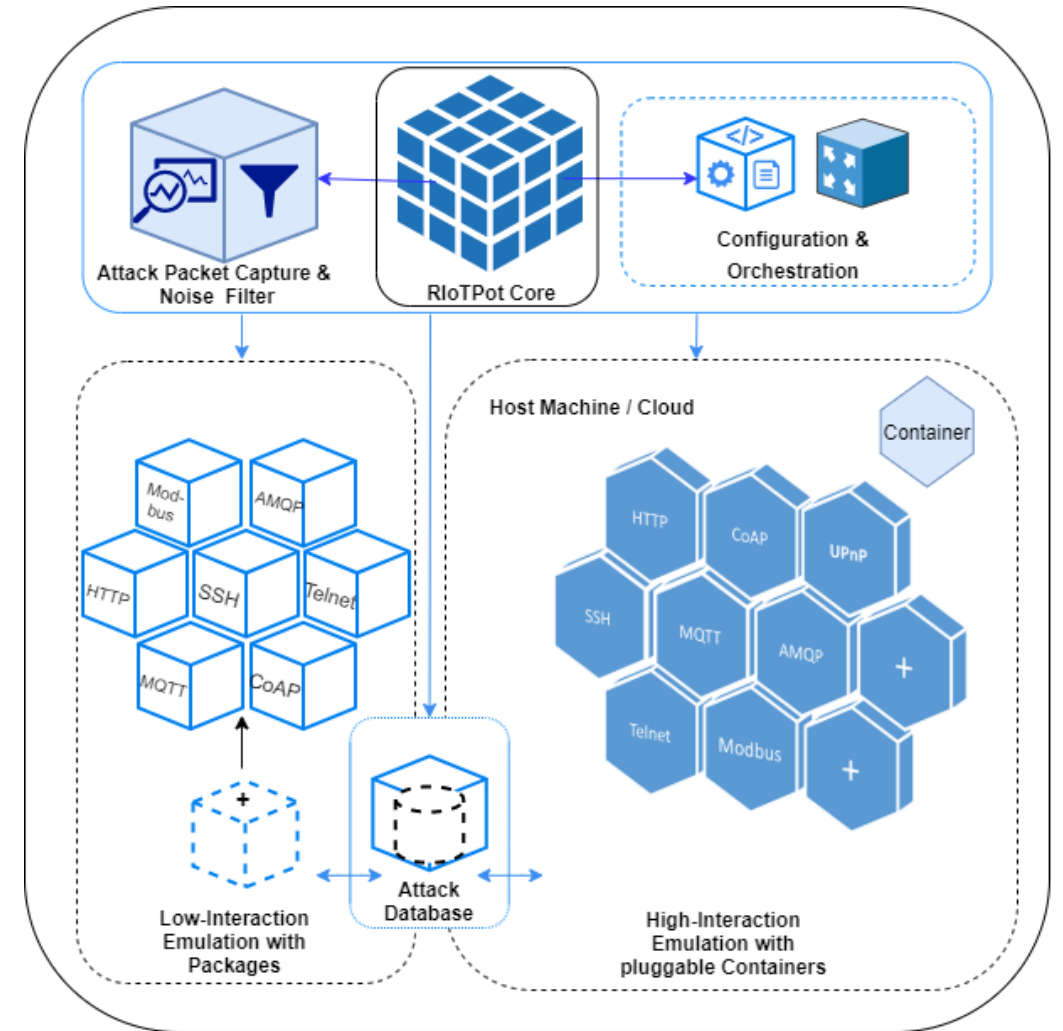 </>
Attack Packet Capture &
Noise Filter
RIoTPot Core
Configuration &
Orchestration
Host Machine / Cloud
Container
Mod-
bus
AMQP
HTTP
SSH
Telnet
MQTT
CoAP
+
HTTP
CoAP
UPnP
SSH
MQTT
AMQP
+
Telnet
Modbus
+
Attack
Database
Low-Interaction
Emulation with
Packages
High-Interaction
Emulation with
pluggable Containers